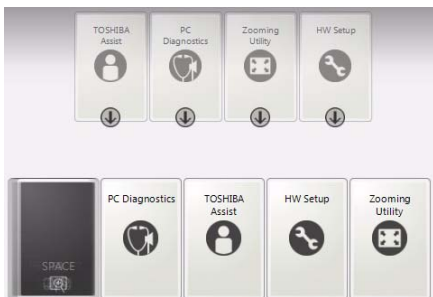 TOSHIBA
Assist
PC
Diagnostics
Zooming
Utility
HW Setup
SPACE
PC Diagnostics
TOSHIBA
Assist
HW Setup
Zooming
Utility